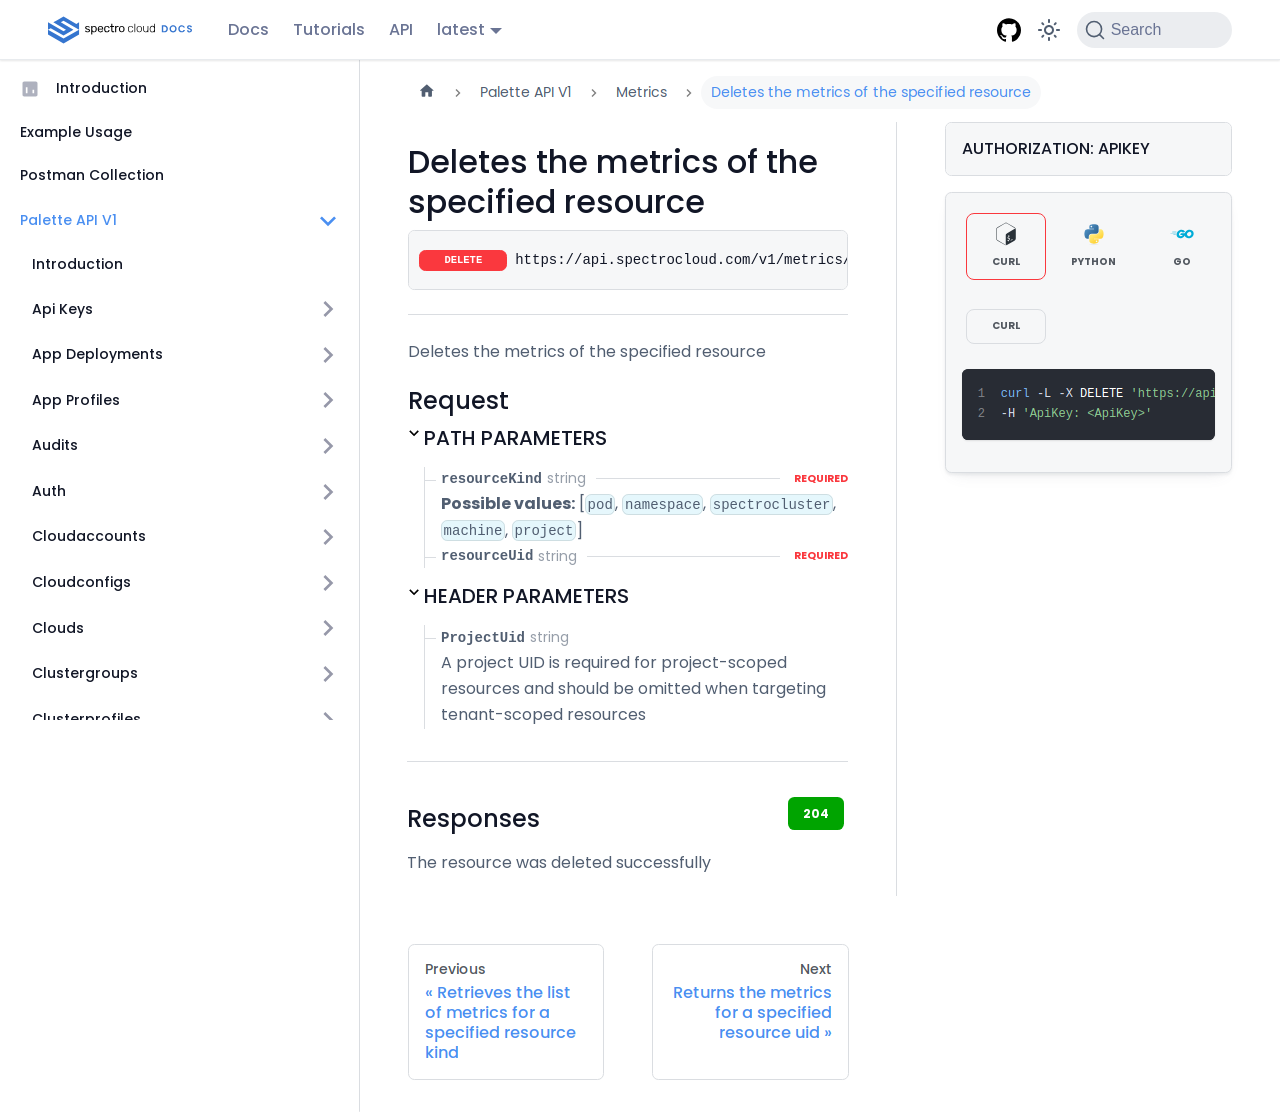 spectro cloud DOCS
Docs
Tutorials
API
latest
Search
Introduction
Example Usage
Postman Collection
Palette API V1
Introduction
Api Keys
App Deployments
App Profiles
Audits
Auth
Cloudaccounts
Cloudconfigs
Clouds
Clustergroups
Clusterprofiles
Palette API V1
Metrics
Deletes the metrics of the specified resource
Deletes the metrics of the
specified resource
DELETE https://api.spectrocloud.com/v1/metrics/
Deletes the metrics of the specified resource
Request
PATH PARAMETERS
resourceKind string REQUIRED
Possible values: [pod, namespace, spectrocluster,
machine, project]
resourceUid string REQUIRED
HEADER PARAMETERS
ProjectUid string
A project UID is required for project-scoped
resources and should be omitted when targeting
tenant-scoped resources
Responses
204
The resource was deleted successfully
Previous
« Retrieves the list
of metrics for a
specified resource
kind
Next
Returns the metrics
for a specified
resource uid »
AUTHORIZATION: APIKEY
CURL
PYTHON
GO
CURL
1 curl -L -X DELETE 'https://api
2 -H 'ApiKey: <ApiKey>'